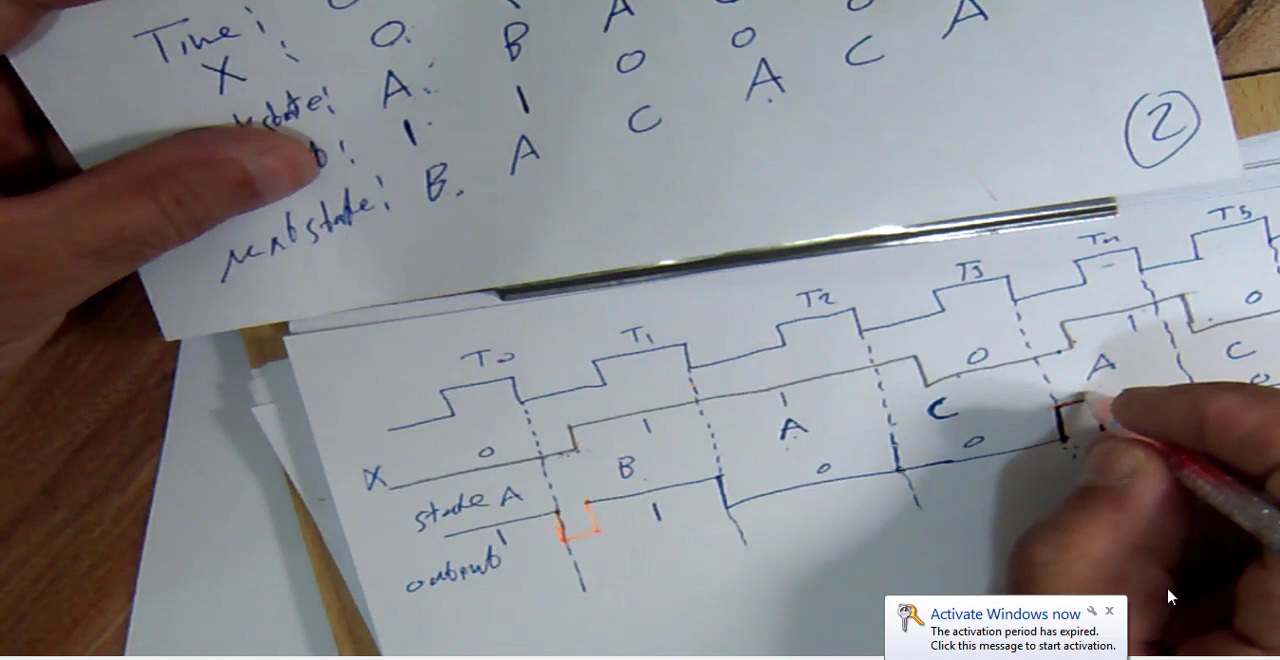 Time:
X : 0 B A 0 0 A
state: A: 1 0 A C
1 C
nextstate: B. A
2
T0 T1 T2 T3 T4 T5
X 0 1 1 0 1 0
state A B A C A C
output 1 1 0 0 1 0
Activate Windows now
The activation period has expired.
Click this message to start activation.